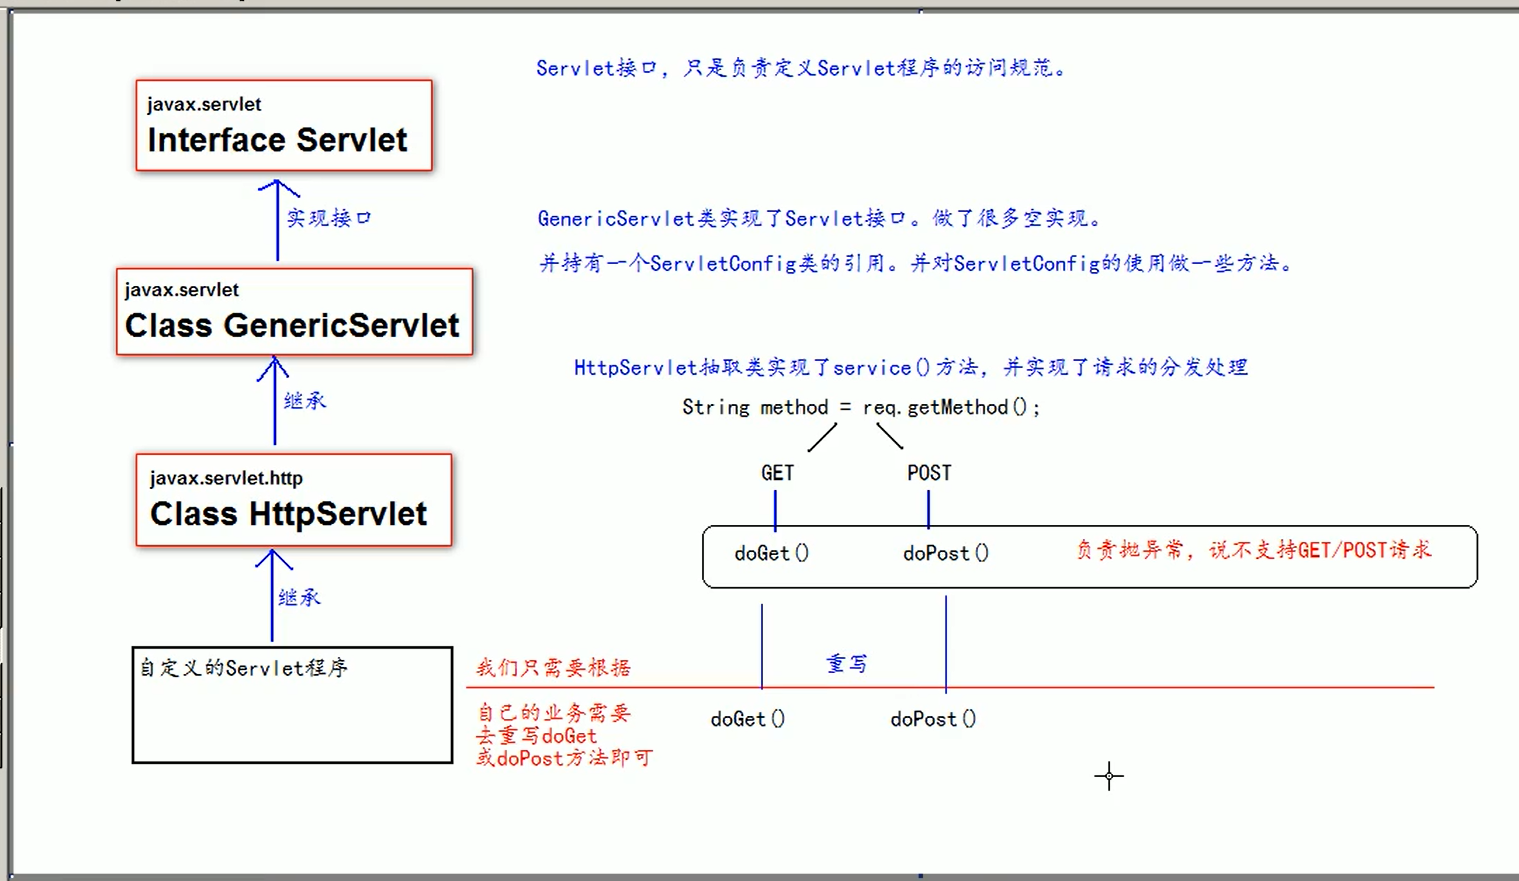 Servlet接口，只是负责定义Servlet程序的访问规范。
javax.servlet
Interface Servlet
实现接口
GenericServlet类实现了Servlet接口。做了很多空实现。
并持有一个ServletConfig类的引用。并对ServletConfig的使用做一些方法。
javax.servlet
Class GenericServlet
继承
HttpServlet抽取类实现了service()方法，并实现了请求的分发处理
String method = req.getMethod();
GET
POST
javax.servlet.http
Class HttpServlet
doGet()
doPost()
负责抛异常，说不支持GET/POST请求
继承
自定义的Servlet程序
我们只需要根据
重写
自己的业务需要
去重写doGet
或doPost方法即可
doGet()
doPost()